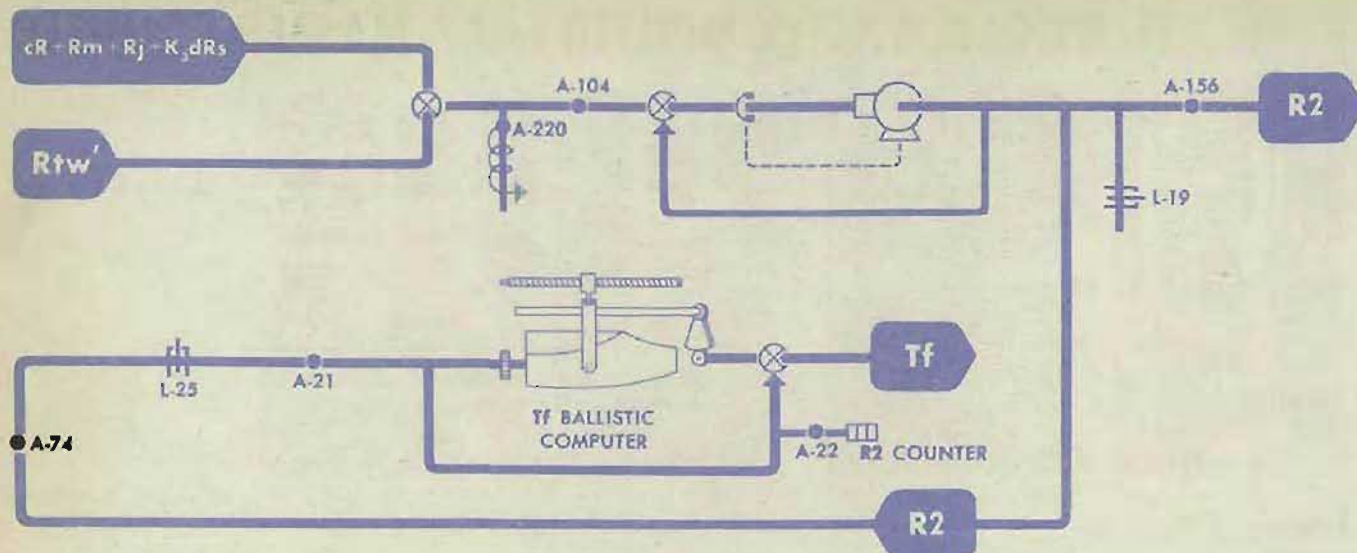 cR + Rm + Rj + K₃dRs
Rtw'
A-104
A-220
A-156
R2
L-19
L-25
A-21
A-74
Tf BALLISTIC
COMPUTER
Tf
A-22
R2 COUNTER
R2